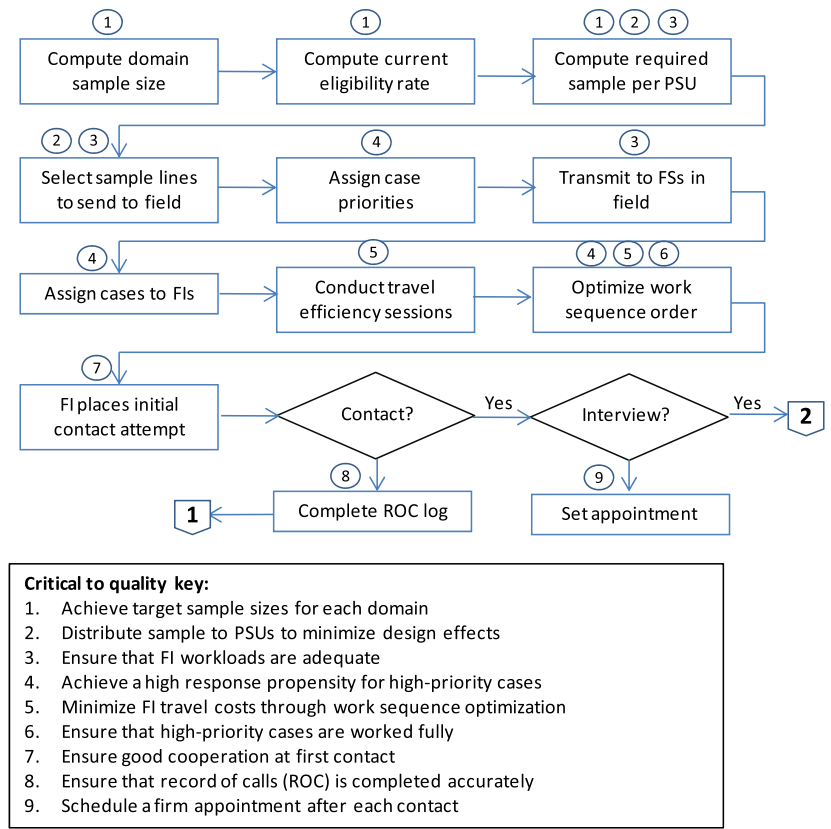 1
1
1 2 3
Compute domain
sample size
Compute current
eligibility rate
Compute required
sample per PSU
2 3
4
3
Select sample lines
to send to field
Assign case
priorities
Transmit to FSs in
field
4
5
4 5 6
Assign cases to FIs
Conduct travel
efficiency sessions
Optimize work
sequence order
7
FI places initial
contact attempt
Contact?
Yes
Interview?
Yes
2
8
9
1
Complete ROC log
Set appointment
Critical to quality key:
1. Achieve target sample sizes for each domain
2. Distribute sample to PSUs to minimize design effects
3. Ensure that FI workloads are adequate
4. Achieve a high response propensity for high-priority cases
5. Minimize FI travel costs through work sequence optimization
6. Ensure that high-priority cases are worked fully
7. Ensure good cooperation at first contact
8. Ensure that record of calls (ROC) is completed accurately
9. Schedule a firm appointment after each contact